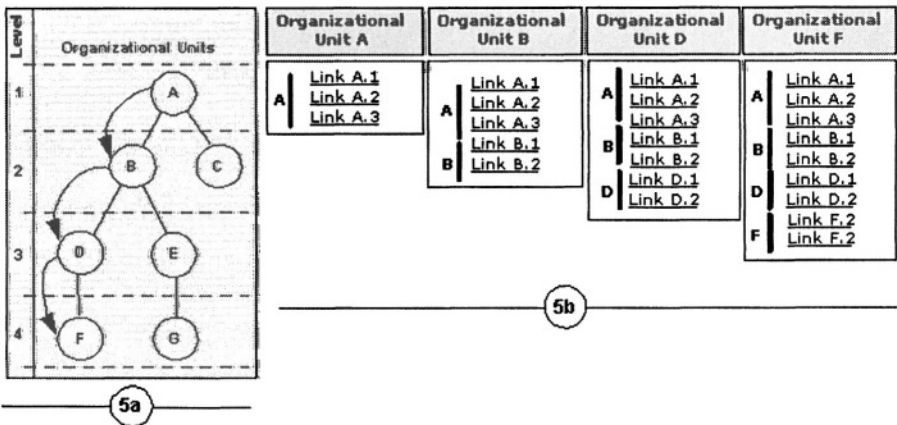 Level
Organizational Units
1
A
2
B
C
3
D
E
4
F
G
5a
Organizational
Unit A
A
Link A.1
Link A.2
Link A.3
Organizational
Unit B
A
Link A.1
Link A.2
Link A.3
B
Link B.1
Link B.2
Organizational
Unit D
A
Link A.1
Link A.2
Link A.3
B
Link B.1
Link B.2
D
Link D.1
Link D.2
Organizational
Unit F
A
Link A.1
Link A.2
Link A.3
B
Link B.1
Link B.2
D
Link D.1
Link D.2
F
Link F.2
Link F.2
5b